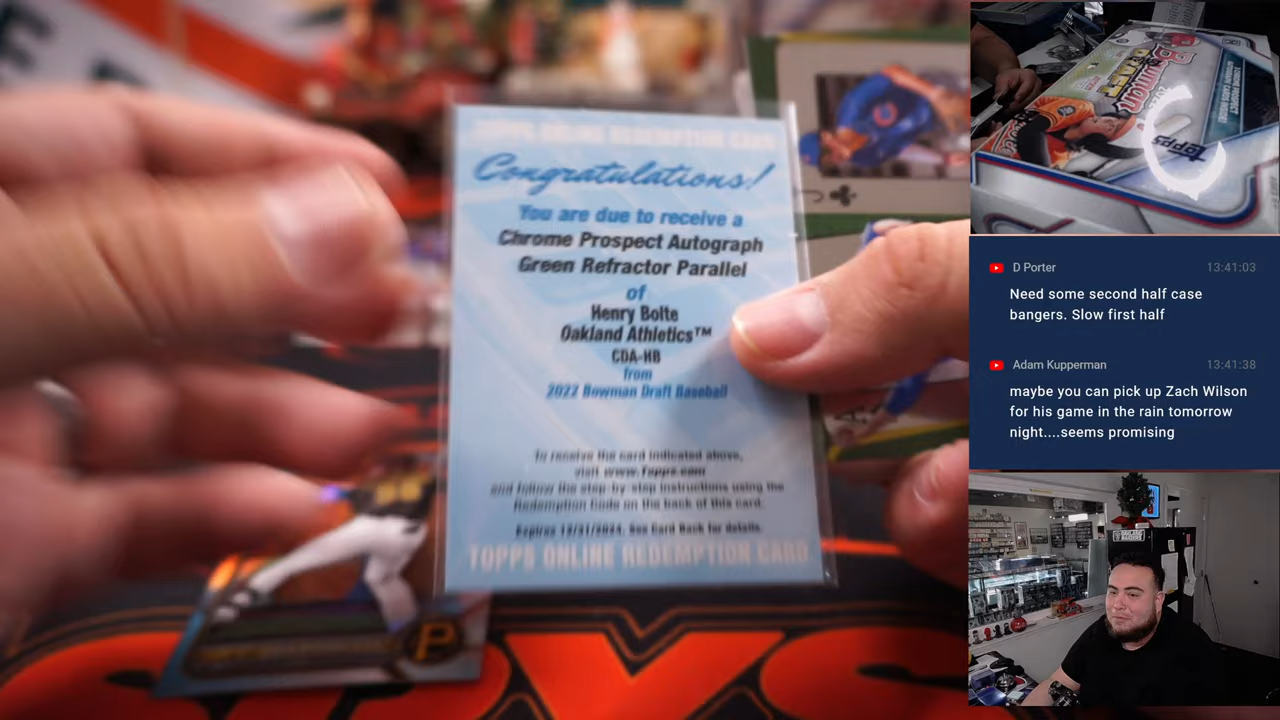 TOPPS ONLINE REDEMPTION CARD
Congratulations!
You are due to receive a
Chrome Prospect Autograph
Green Refractor Parallel
of
Henry Bolte
Oakland Athletics™
CDA-HB
from
2022 Bowman Draft Baseball
To receive the card indicated above,
visit www.Topps.com
and follow the step-by-step instructions using the
Redemption Code on the back of this card.
Expires 12/31/2024. See Card Back for details.
TOPPS ONLINE REDEMPTION CARD
P
C
Bowman
DRAFT
topps
D Porter 13:41:03
Need some second half case
bangers. Slow first half
Adam Kupperman 13:41:38
maybe you can pick up Zach Wilson
for his game in the rain tomorrow
night....seems promising